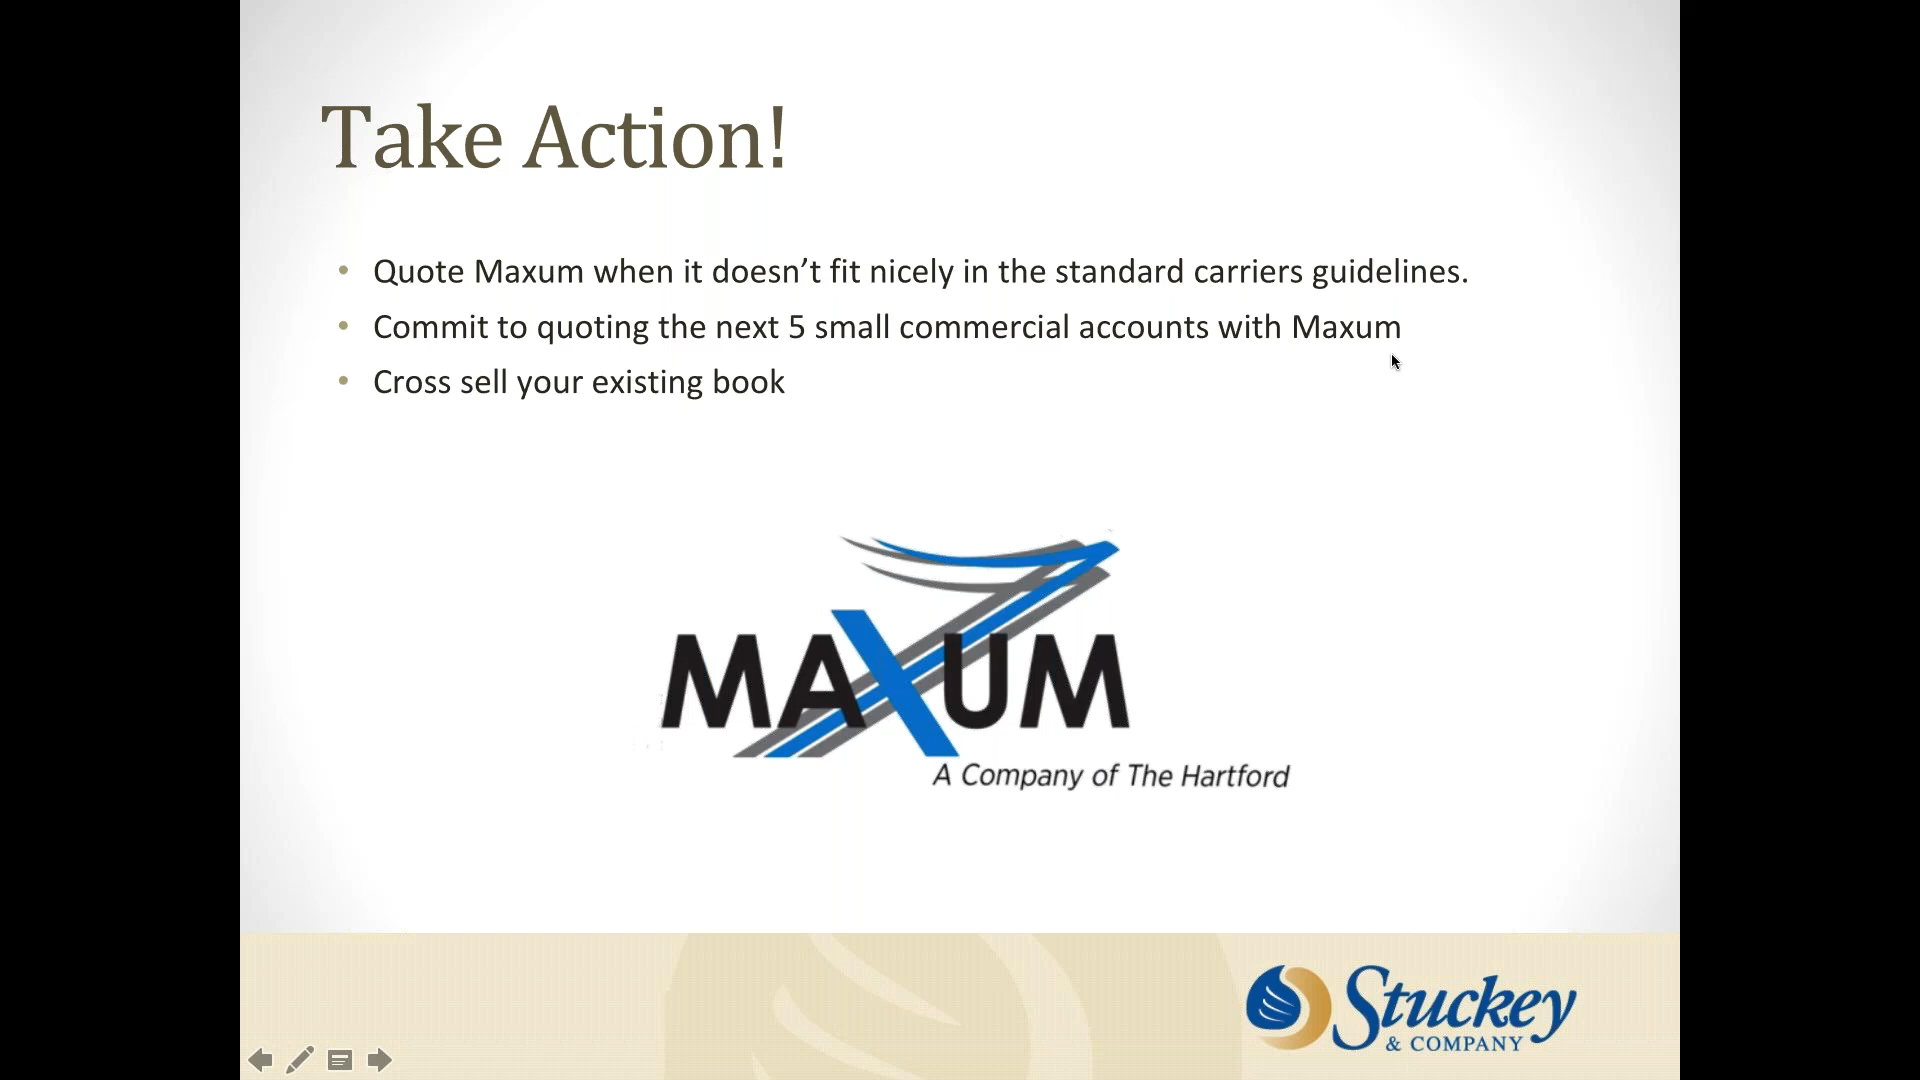 Take Action!
• Quote Maxum when it doesn’t fit nicely in the standard carriers guidelines.
• Commit to quoting the next 5 small commercial accounts with Maxum
• Cross sell your existing book
MAXUM
A Company of The Hartford
Stuckey
& COMPANY